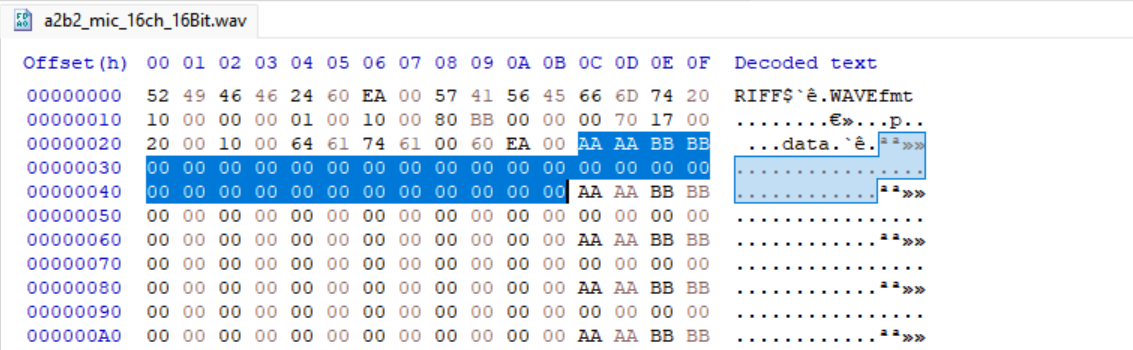 a2b2_mic_16ch_16Bit.wav
Offset(h) 00 01 02 03 04 05 06 07 08 09 0A 0B 0C 0D 0E 0F Decoded text
00000000 52 49 46 46 24 60 EA 00 57 41 56 45 66 6D 74 20 RIFF$`ê.WAVEfmt
00000010 10 00 00 00 01 00 10 00 80 BB 00 00 00 70 17 00 ........€»...p..
00000020 20 00 10 00 64 61 74 61 00 60 EA 00 AA AA BB BB  ...data.`ê.ªª»»
00000030 00 00 00 00 00 00 00 00 00 00 00 00 00 00 00 00 ................
00000040 00 00 00 00 00 00 00 00 00 00 00 00 AA AA BB BB ............ªª»»
00000050 00 00 00 00 00 00 00 00 00 00 00 00 00 00 00 00 ................
00000060 00 00 00 00 00 00 00 00 00 00 00 00 AA AA BB BB ............ªª»»
00000070 00 00 00 00 00 00 00 00 00 00 00 00 00 00 00 00 ................
00000080 00 00 00 00 00 00 00 00 00 00 00 00 AA AA BB BB ............ªª»»
00000090 00 00 00 00 00 00 00 00 00 00 00 00 00 00 00 00 ................
000000A0 00 00 00 00 00 00 00 00 00 00 00 00 AA AA BB BB ............ªª»»